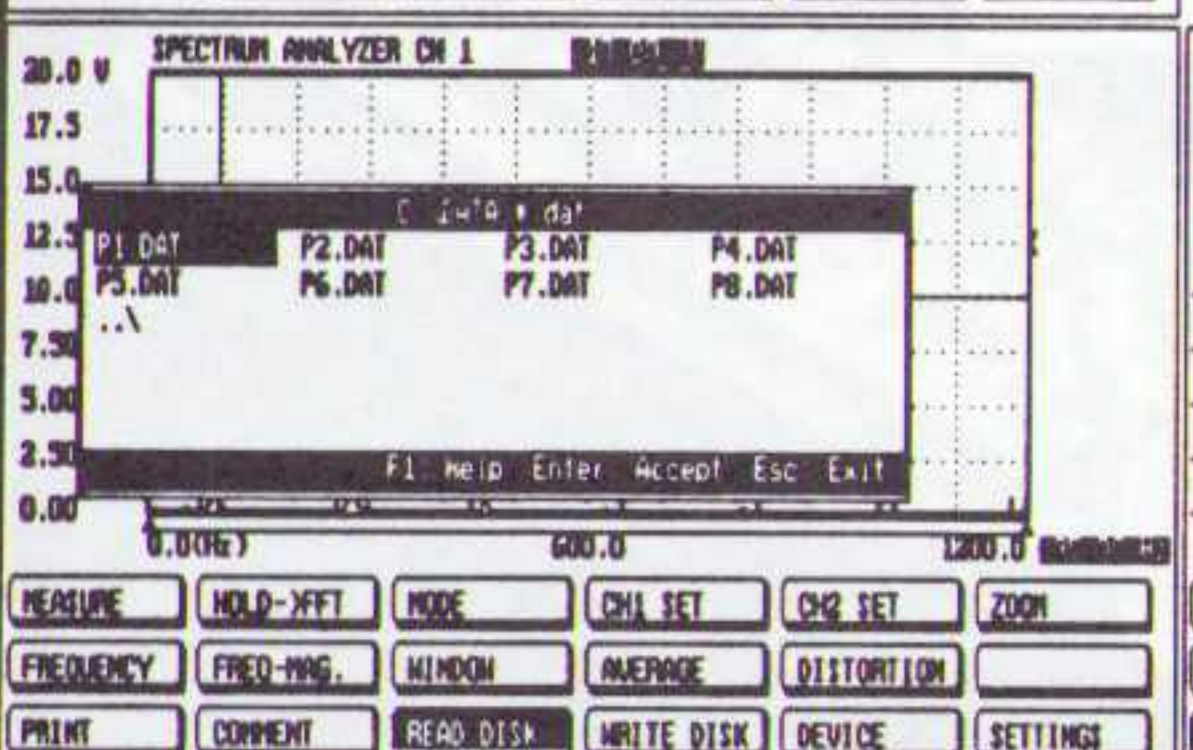 SPECTRUM ANALYZER CH 1
20.0 V
17.5
15.0
12.5
10.0
7.50
5.00
2.50
0.00
P1.DAT P2.DAT P3.DAT P4.DAT
P5.DAT P6.DAT P7.DAT P8.DAT
..\
F1 Help Enter Accept Esc Exit
0.0(Hz) 600.0 1200.0
MEASURE HOLD->FFT MODE CH1 SET CH2 SET ZOOM
FREQUENCY FREQ-MAG. WINDOW AVERAGE DISTORTION
PRINT COMMENT READ DISK WRITE DISK DEVICE SETTINGS